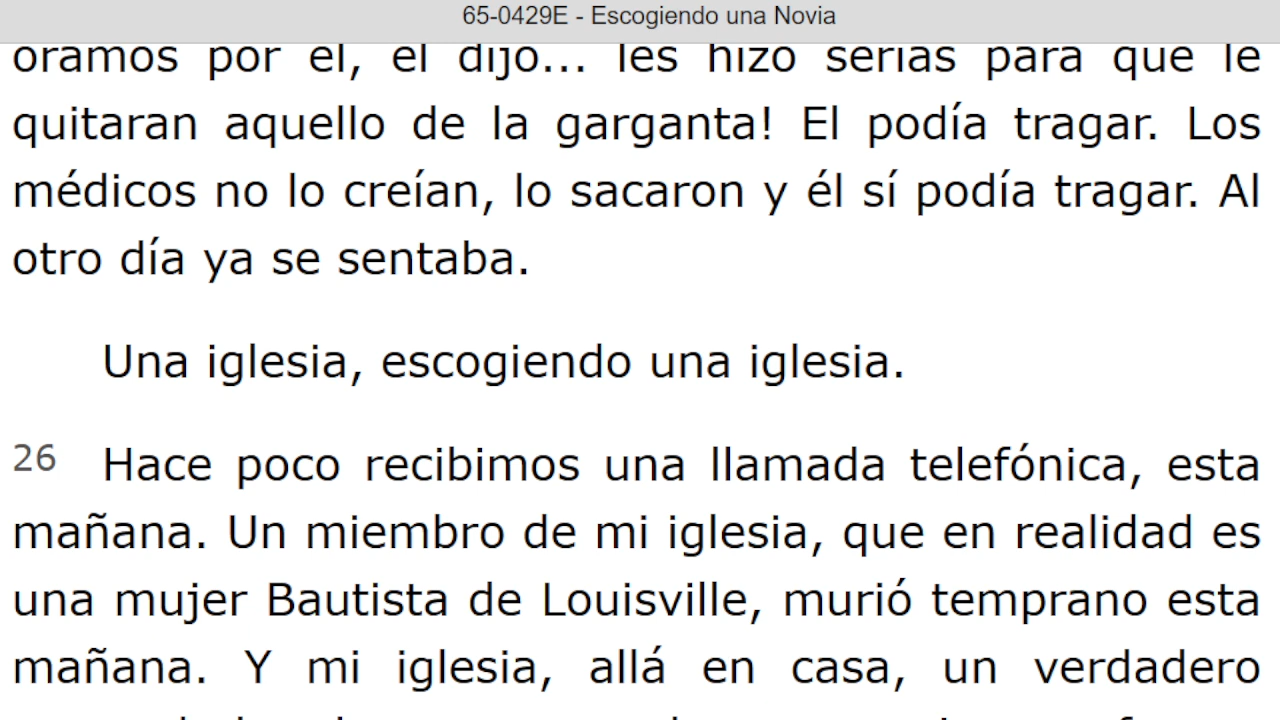 65-0429E - Escogiendo una Novia
oramos por él, él dijo... ¡les hizo señas para que le
quitaran aquello de la garganta! El podía tragar. Los
médicos no lo creían, lo sacaron y él sí podía tragar. Al
otro día ya se sentaba.
Una iglesia, escogiendo una iglesia.
26 Hace poco recibimos una llamada telefónica, esta
mañana. Un miembro de mi iglesia, que en realidad es
una mujer Bautista de Louisville, murió temprano esta
mañana. Y mi iglesia, allá en casa, un verdadero